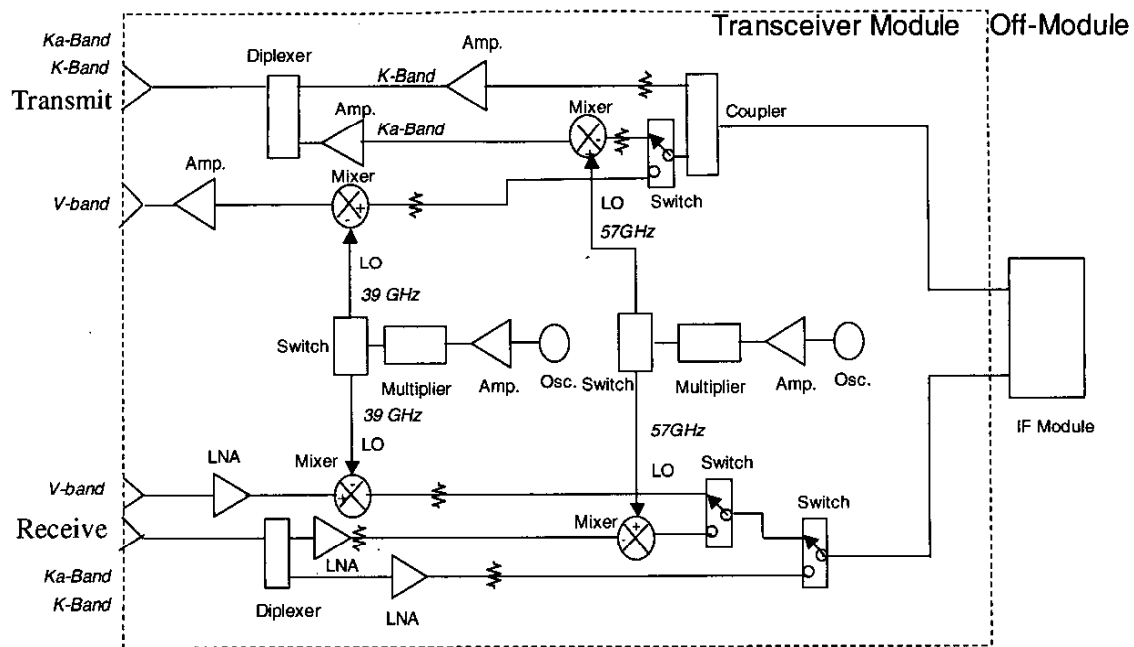 Transceiver Module
Off-Module
Ka-Band
K-Band
Transmit
Diplexer
Amp.
K-Band
Amp.
Ka-Band
Mixer
Coupler
Amp.
V-band
Mixer
Switch
LO
57GHz
LO
39 GHz
Switch
Multiplier
Amp.
Osc.
Switch
Multiplier
Amp.
Osc.
IF Module
39 GHz
LO
57GHz
LO
LNA
Mixer
Switch
Switch
V-band
Receive
Mixer
LNA
Ka-Band
K-Band
Diplexer
LNA
- 
+
+
-
-
+
+
-